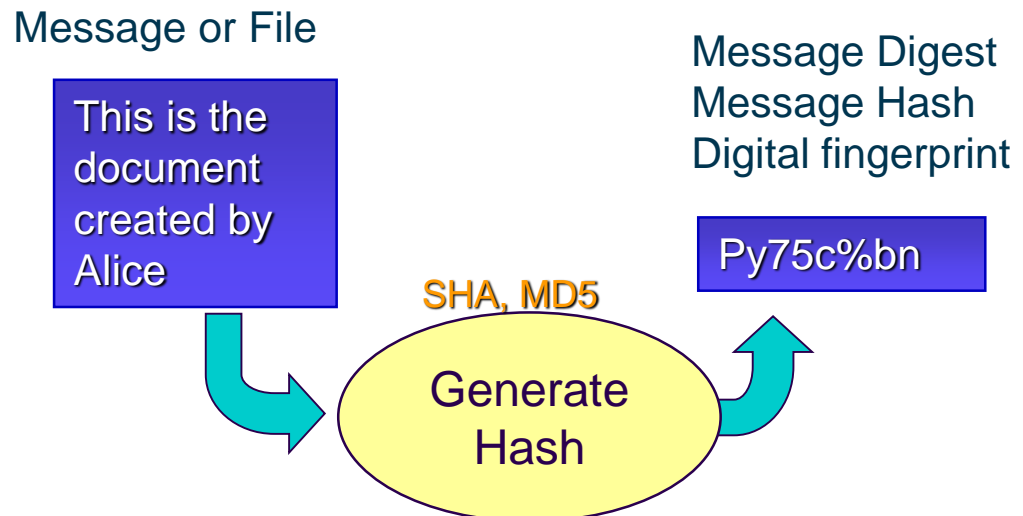 Message or File
This is the
document
created by
Alice
SHA, MD5
Generate
Hash
Message Digest
Message Hash
Digital fingerprint
Py75c%bn